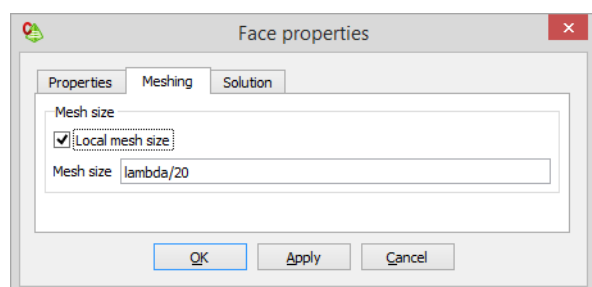 Face properties
Properties Meshing Solution
Mesh size
Local mesh size
Mesh size lambda/20
OK Apply Cancel